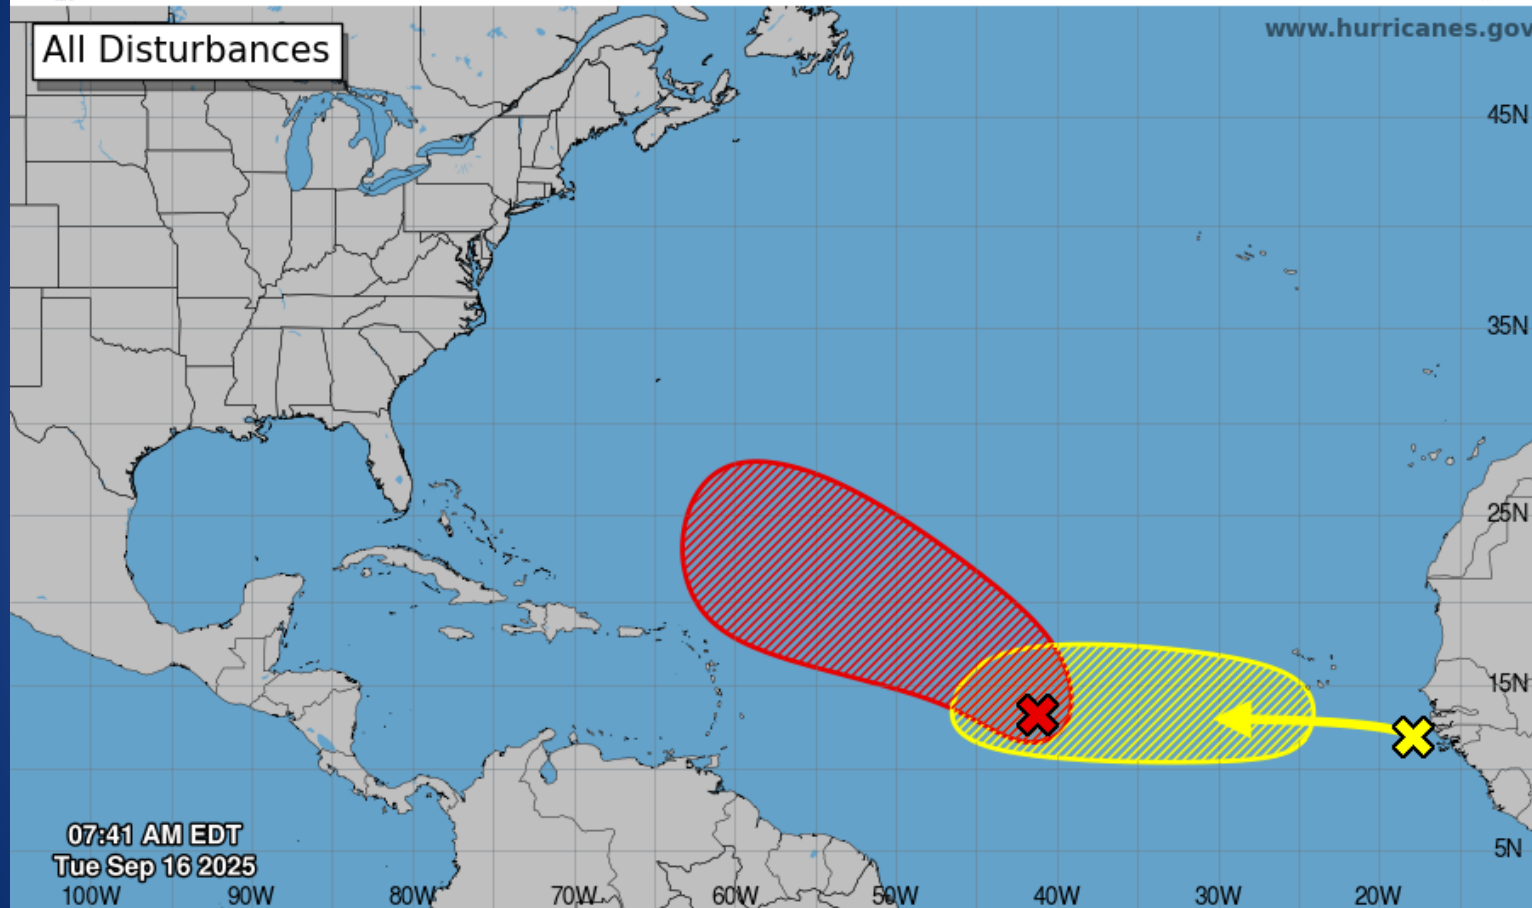 All Disturbances
www.hurricanes.gov
45N
35N
25N
15N
5N
07:41 AM EDT
Tue Sep 16 2025
100W 90W 80W 70W 60W 50W 40W 30W 20W